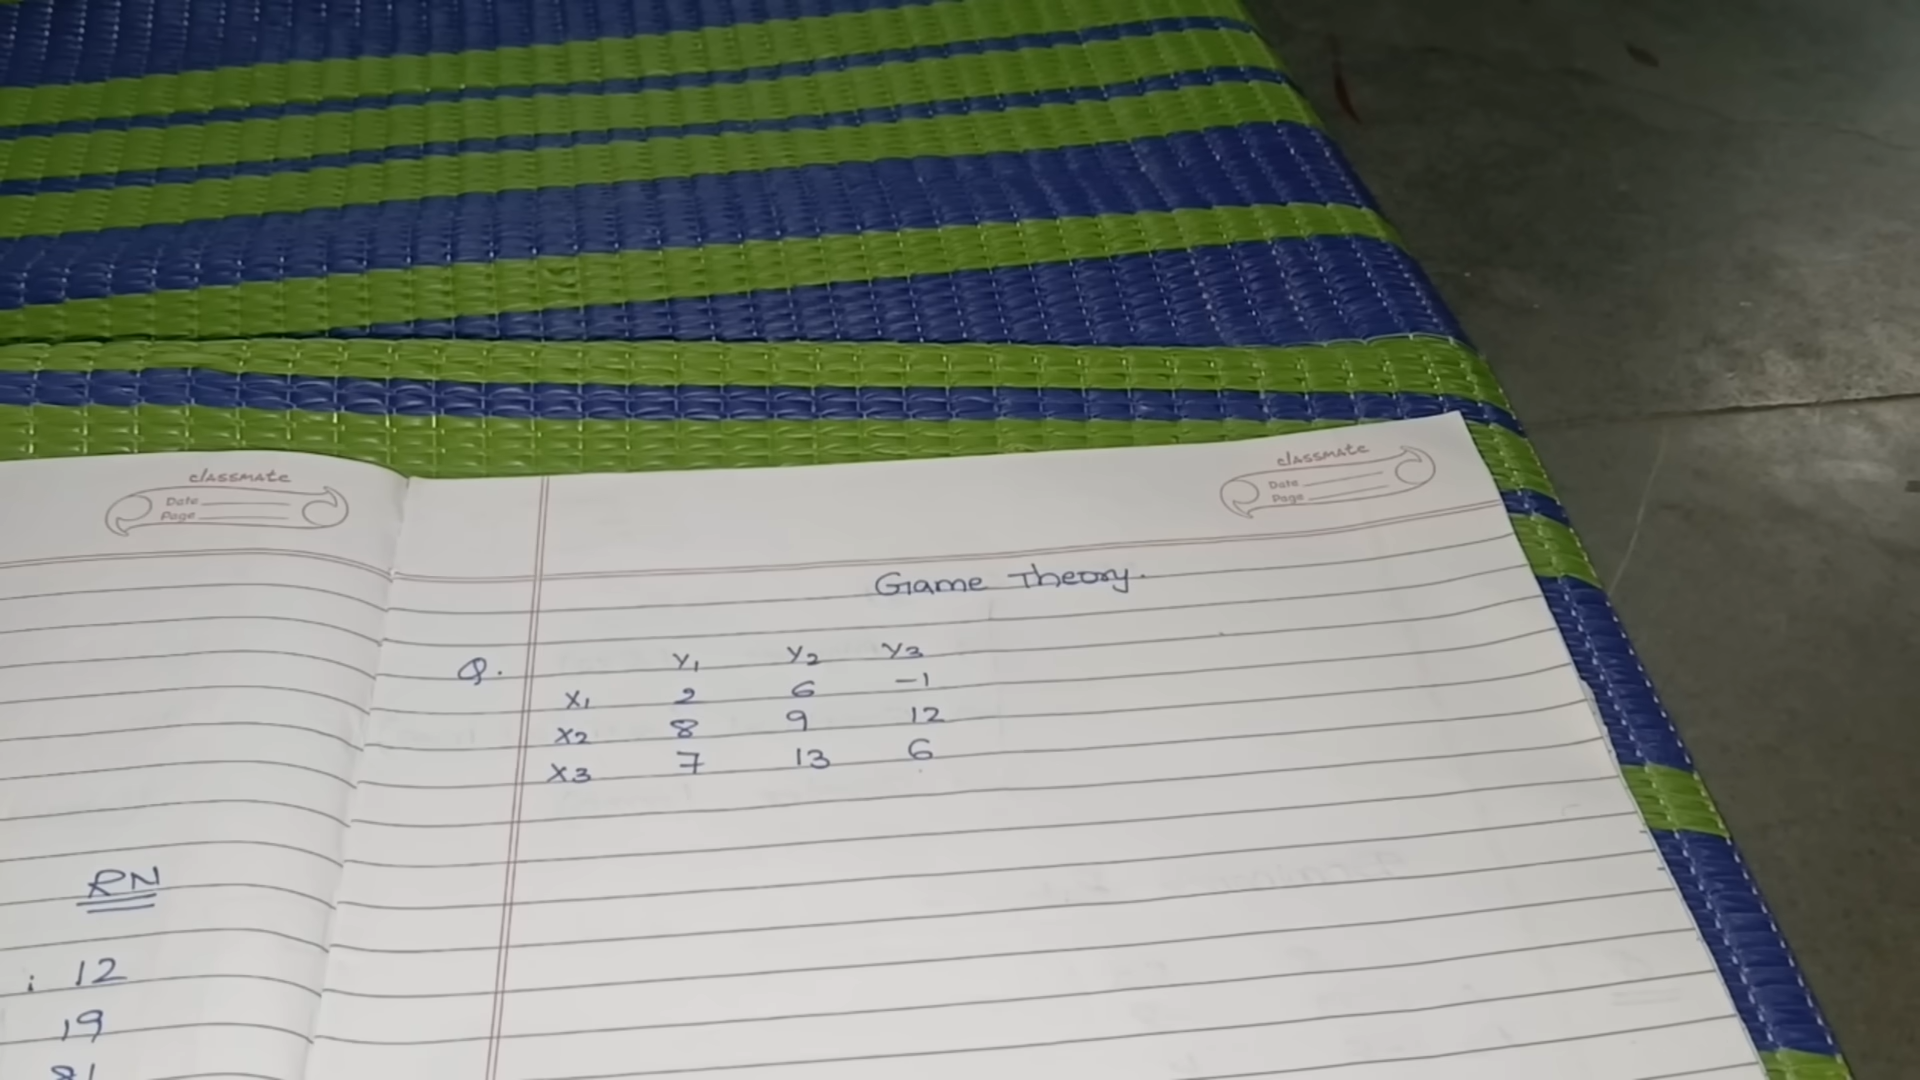 classmate
Date
Page
RN
; 12
19
81
classmate
Date
Page
Game Theory.
Q. Y1 Y2 Y3
X1 2 6 -1
X2 8 9 12
X3 7 13 6